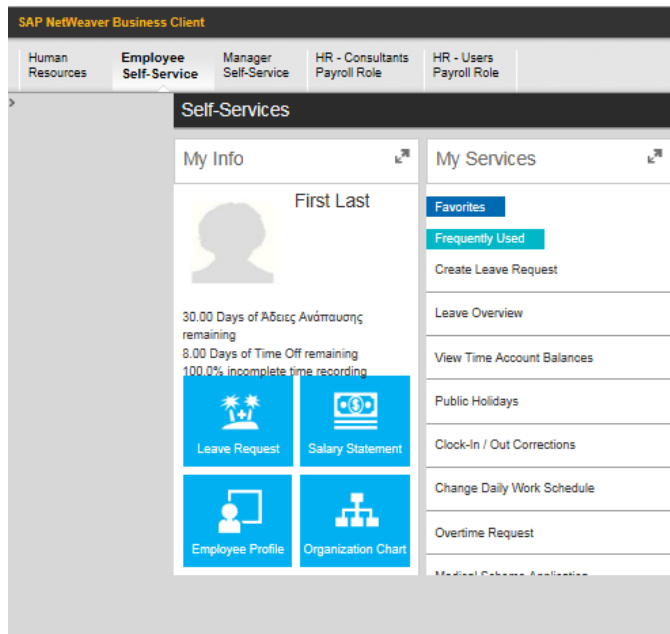 SAP NetWeaver Business Client
Human Resources
Employee Self-Service
Manager Self-Service
HR - Consultants Payroll Role
HR - Users Payroll Role
Self-Services
My Info
First Last
30.00 Days of Άδειες Ανάπαυσης
remaining
8.00 Days of Time Off remaining
100.0% incomplete time recording
Leave Request
Salary Statement
Employee Profile
Organization Chart
My Services
Favorites
Frequently Used
Create Leave Request
Leave Overview
View Time Account Balances
Public Holidays
Clock-In / Out Corrections
Change Daily Work Schedule
Overtime Request
Medical Scheme Application